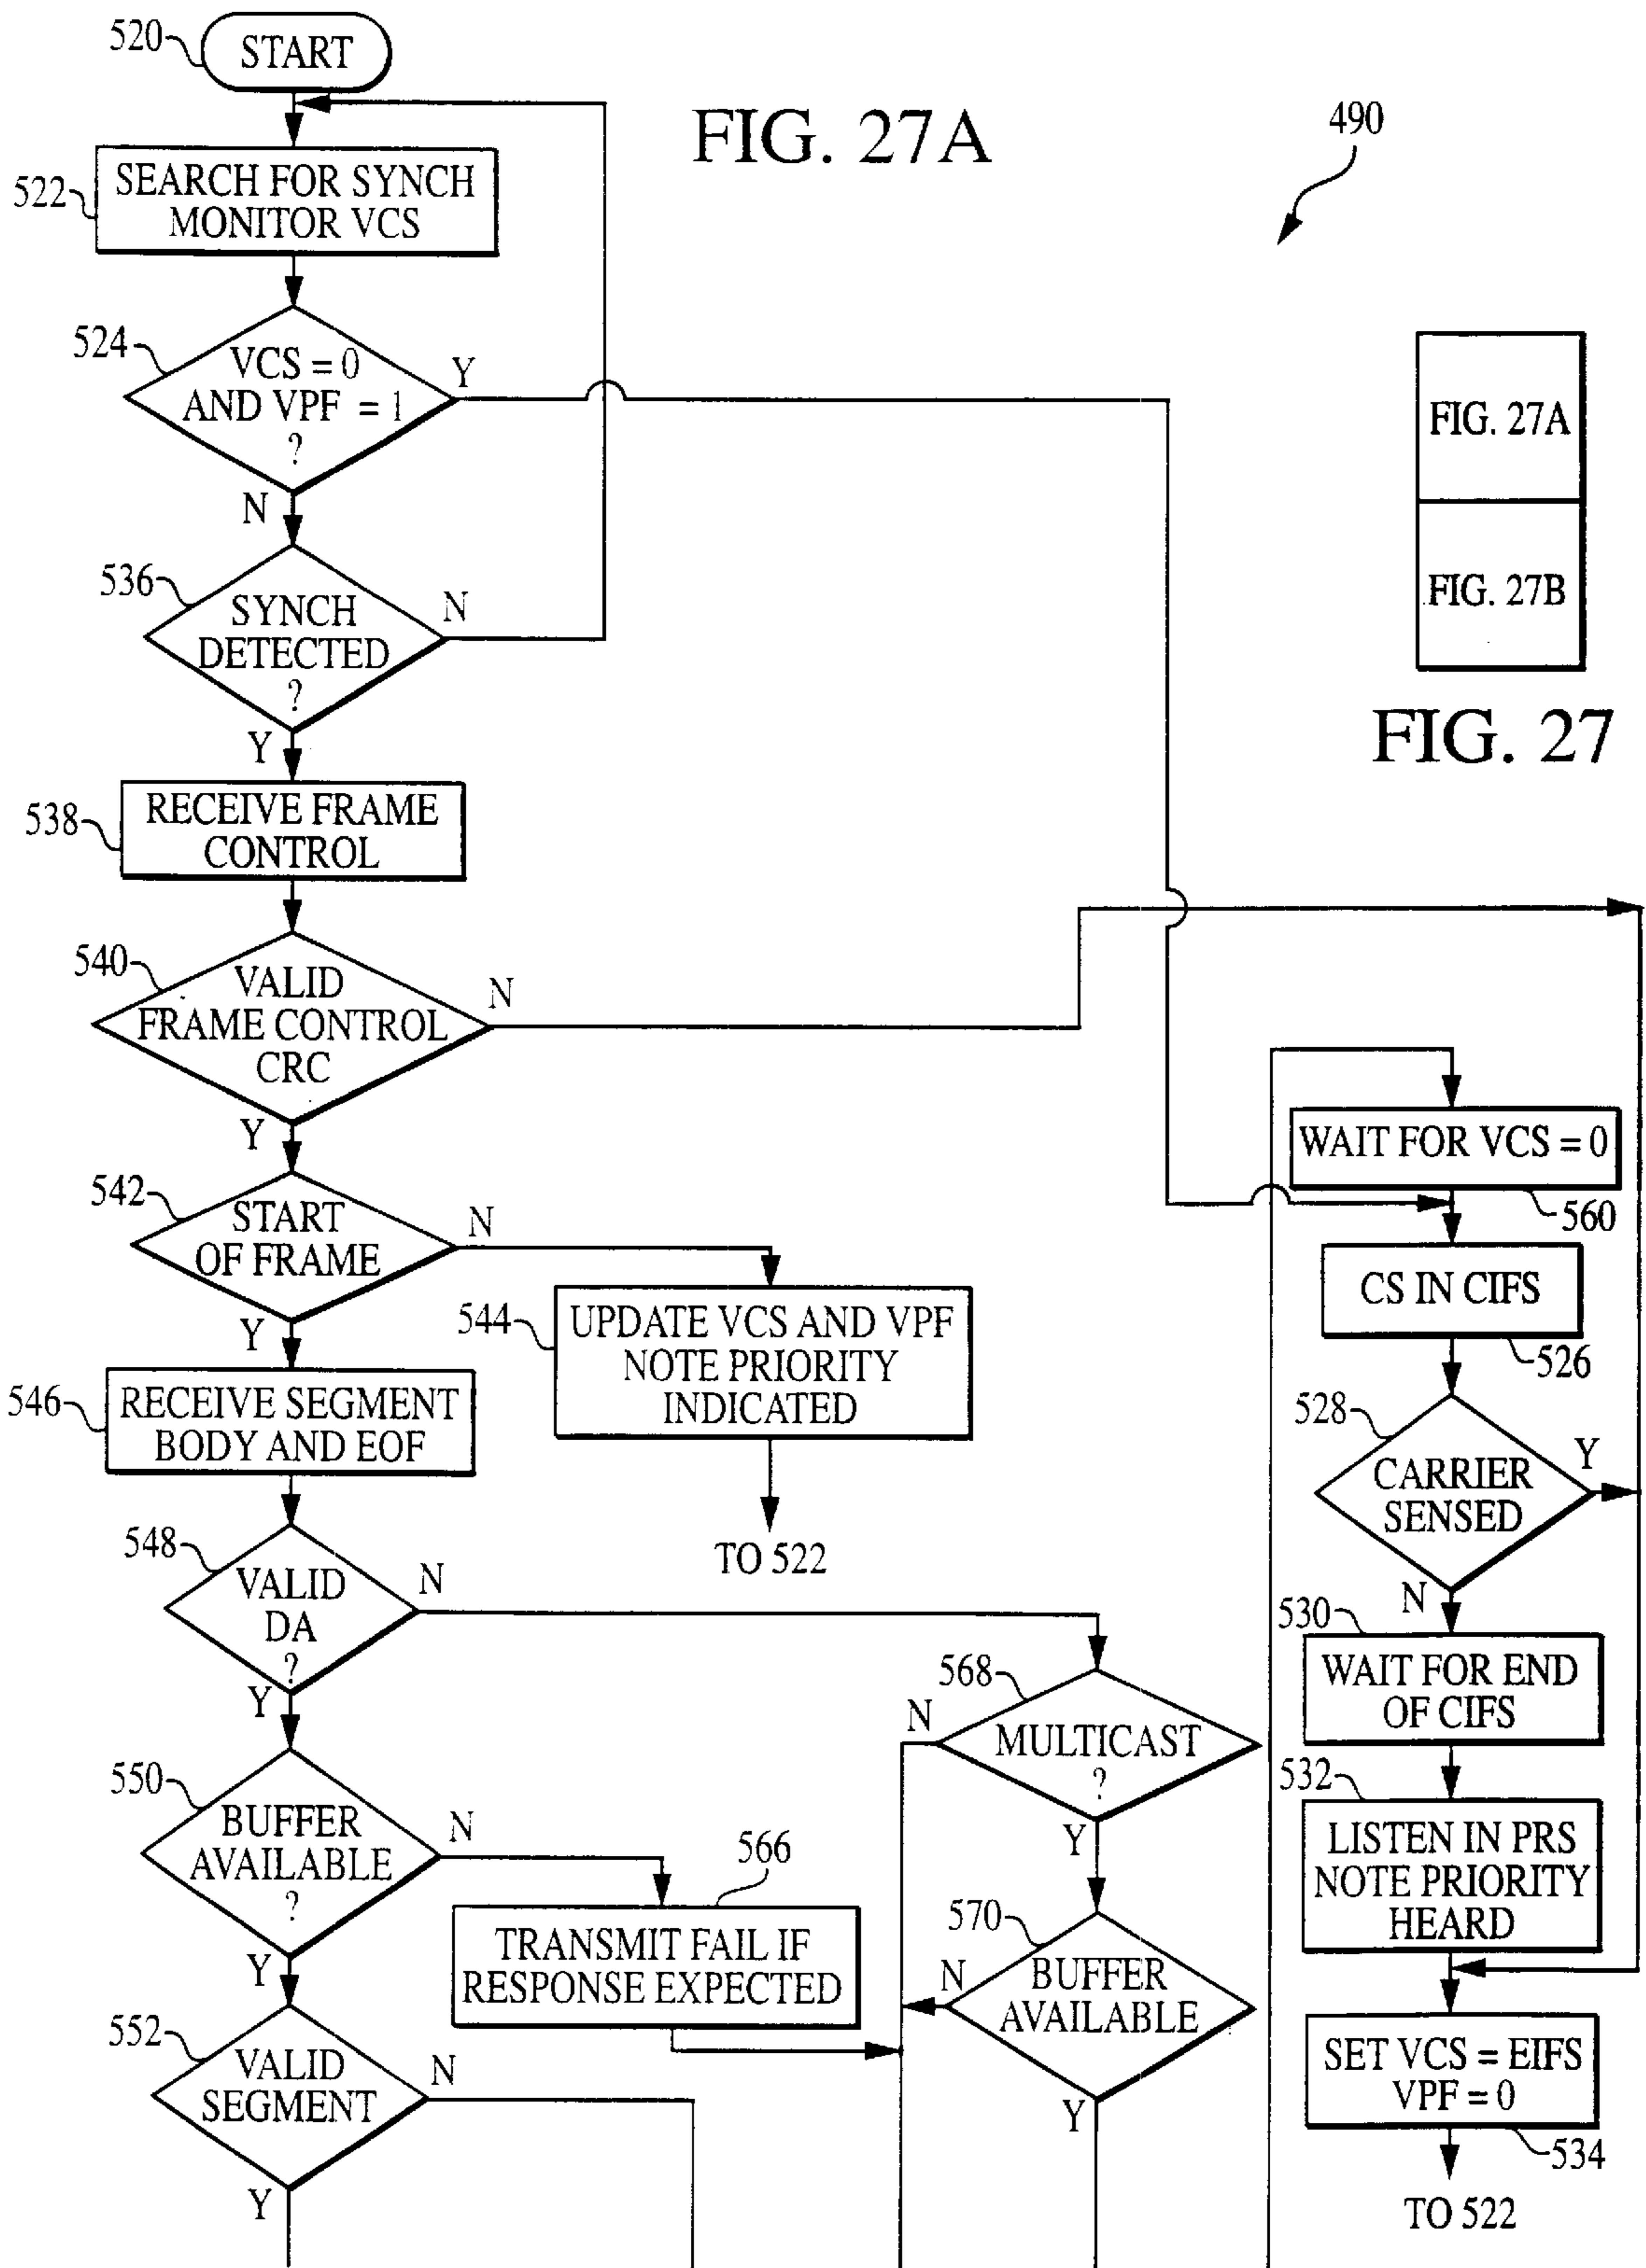 520
START
FIG. 27A
490
522
SEARCH FOR SYNCH
MONITOR VCS
524
VCS = 0
AND VPF = 1
?
Y
N
FIG. 27A
FIG. 27B
FIG. 27
536
SYNCH
DETECTED
?
N
Y
538
RECEIVE FRAME
CONTROL
540
VALID
FRAME CONTROL
CRC
N
Y
542
START
OF FRAME
N
Y
544
UPDATE VCS AND VPF
NOTE PRIORITY
INDICATED
TO 522
546
RECEIVE SEGMENT
BODY AND EOF
548
VALID
DA
?
N
Y
550
BUFFER
AVAILABLE
?
N
Y
566
TRANSMIT FAIL IF
RESPONSE EXPECTED
552
VALID
SEGMENT
N
Y
568
MULTICAST
?
N
Y
570
BUFFER
AVAILABLE
N
Y
WAIT FOR VCS = 0
560
CS IN CIFS
526
528
CARRIER
SENSED
Y
N
530
WAIT FOR END
OF CIFS
532
LISTEN IN PRS
NOTE PRIORITY
HEARD
SET VCS = EIFS
VPF = 0
534
TO 522